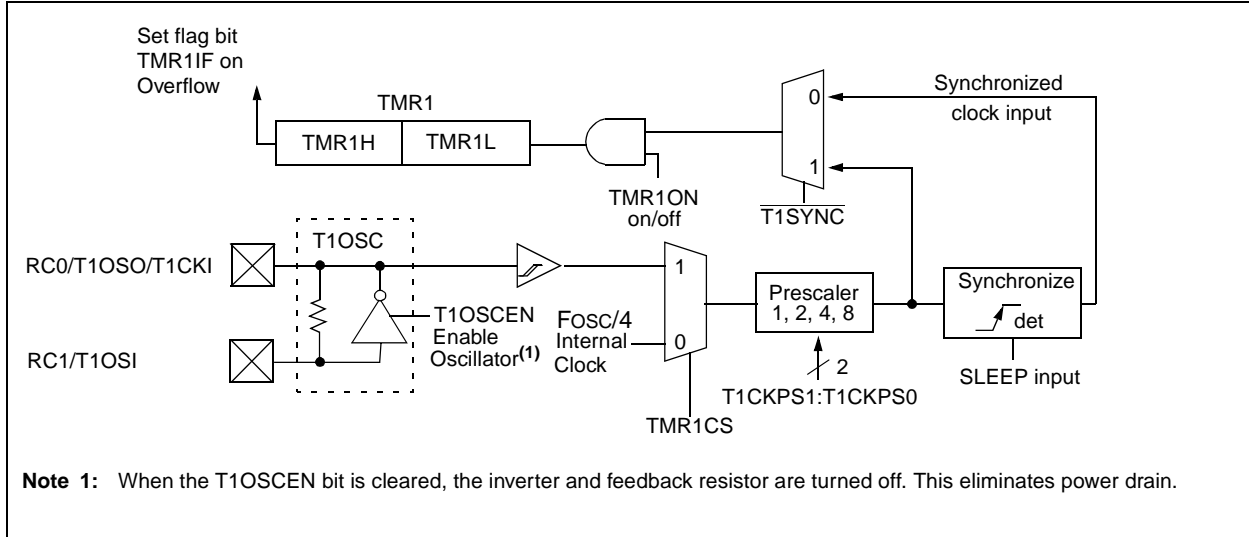 Set flag bit
TMR1IF on
Overflow
TMR1
TMR1H
TMR1L
TMR1ON
on/off
0
1
T1SYNC
Synchronized
clock input
RC0/T1OSO/T1CKI
RC1/T1OSI
T1OSC
T1OSCEN
Enable
Oscillator(1)
FOSC/4
Internal
Clock
1
0
TMR1CS
Prescaler
1, 2, 4, 8
2
T1CKPS1:T1CKPS0
Synchronize
det
SLEEP input
Note 1: When the T1OSCEN bit is cleared, the inverter and feedback resistor are turned off. This eliminates power drain.